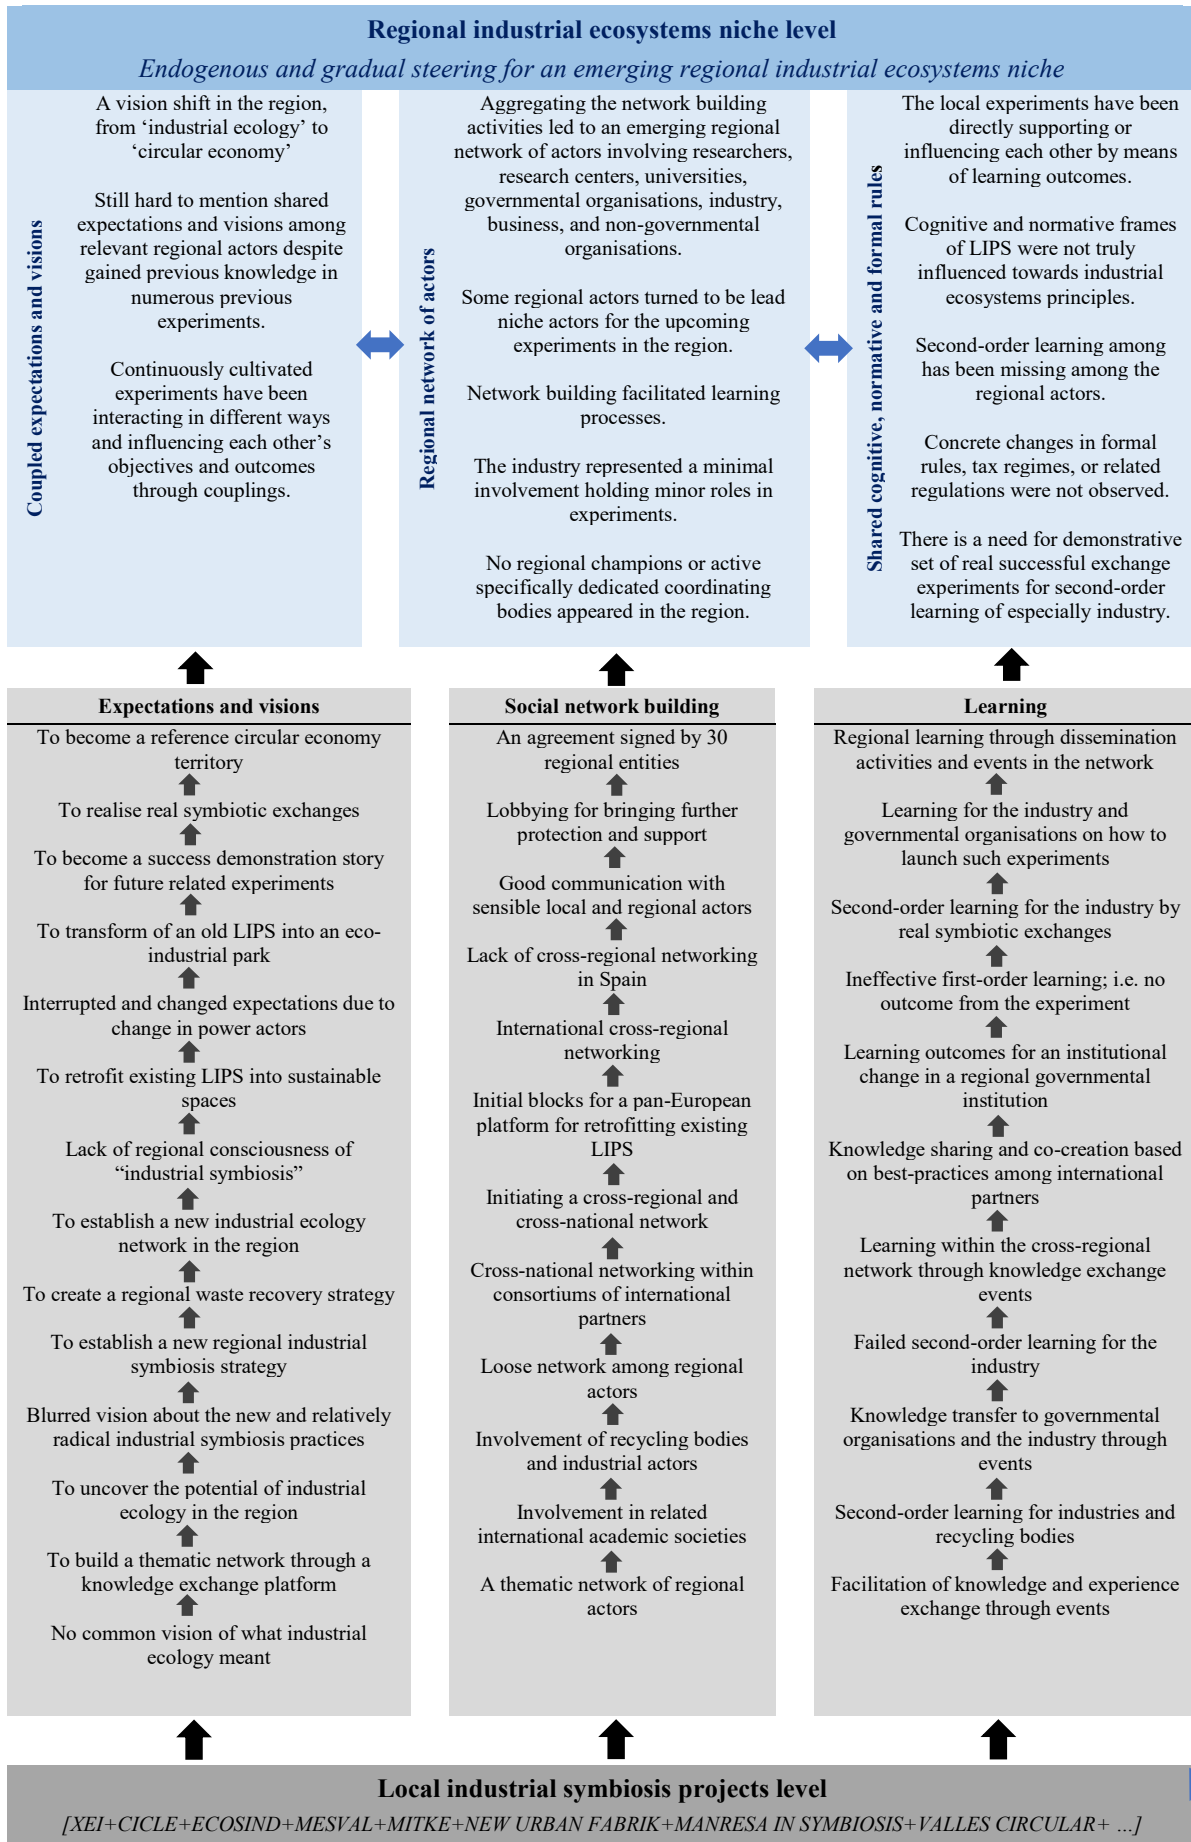 Regional industrial ecosystems niche level
Endogenous and gradual steering for an emerging regional industrial ecosystems niche
Coupled expectations and visions
A vision shift in the region,
from ‘industrial ecology’ to
‘circular economy’
Still hard to mention shared
expectations and visions among
relevant regional actors despite
gained previous knowledge in
numerous previous
experiments.
Continuously cultivated
experiments have been
interacting in different ways
and influencing each other’s
objectives and outcomes
through couplings.
Regional network of actors
Aggregating the network building
activities led to an emerging regional
network of actors involving researchers,
research centers, universities,
governmental organisations, industry,
business, and non-governmental
organisations.
Some regional actors turned to be lead
niche actors for the upcoming
experiments in the region.
Network building facilitated learning
processes.
The industry represented a minimal
involvement holding minor roles in
experiments.
No regional champions or active
specifically dedicated coordinating
bodies appeared in the region.
Shared cognitive, normative and formal rules
The local experiments have been
directly supporting or
influencing each other by means
of learning outcomes.
Cognitive and normative frames
of LIPS were not truly
influenced towards industrial
ecosystems principles.
Second-order learning among
has been missing among the
regional actors.
Concrete changes in formal
rules, tax regimes, or related
regulations were not observed.
There is a need for demonstrative
set of real successful exchange
experiments for second-order
learning of especially industry.
Expectations and visions
To become a reference circular economy
territory
To realise real symbiotic exchanges
To become a success demonstration story
for future related experiments
To transform of an old LIPS into an eco-
industrial park
Interrupted and changed expectations due to
change in power actors
To retrofit existing LIPS into sustainable
spaces
Lack of regional consciousness of
“industrial symbiosis”
To establish a new industrial ecology
network in the region
To create a regional waste recovery strategy
To establish a new regional industrial
symbiosis strategy
Blurred vision about the new and relatively
radical industrial symbiosis practices
To uncover the potential of industrial
ecology in the region
To build a thematic network through a
knowledge exchange platform
No common vision of what industrial
ecology meant
Social network building
An agreement signed by 30
regional entities
Lobbying for bringing further
protection and support
Good communication with
sensible local and regional actors
Lack of cross-regional networking
in Spain
International cross-regional
networking
Initial blocks for a pan-European
platform for retrofitting existing
LIPS
Initiating a cross-regional and
cross-national network
Cross-national networking within
consortiums of international
partners
Loose network among regional
actors
Involvement of recycling bodies
and industrial actors
Involvement in related
international academic societies
A thematic network of regional
actors
Learning
Regional learning through dissemination
activities and events in the network
Learning for the industry and
governmental organisations on how to
launch such experiments
Second-order learning for the industry by
real symbiotic exchanges
Ineffective first-order learning; i.e. no
outcome from the experiment
Learning outcomes for an institutional
change in a regional governmental
institution
Knowledge sharing and co-creation based
on best-practices among international
partners
Learning within the cross-regional
network through knowledge exchange
events
Failed second-order learning for the
industry
Knowledge transfer to governmental
organisations and the industry through
events
Second-order learning for industries and
recycling bodies
Facilitation of knowledge and experience
exchange through events
Local industrial symbiosis projects level
[XEI+CICLE+ECOSIND+MESVAL+MITKE+NEW URBAN FABRIK+MANRESA IN SYMBIOSIS+VALLES CIRCULAR+ ...]